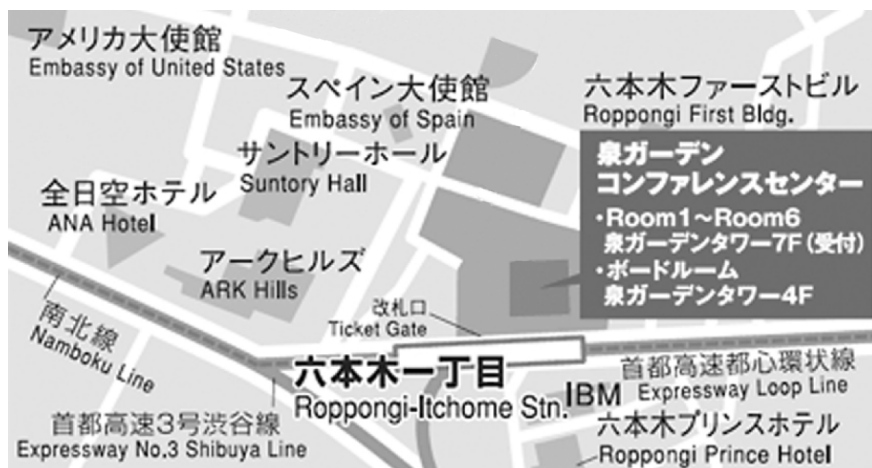 アメリカ大使館
Embassy of United States
スペイン大使館
Embassy of Spain
六本木ファーストビル
Roppongi First Bldg.
サントリーホール
Suntory Hall
泉ガーデン
コンファレンスセンター
・Room1～Room6
泉ガーデンタワー7F(受付)
・ボードルーム
泉ガーデンタワー4F
全日空ホテル
ANA Hotel
アークヒルズ
ARK Hills
改札口
Ticket Gate
南北線
Namboku Line
六本木一丁目
Roppongi-Itchome Stn.
IBM
首都高速都心環状線
Expressway Loop Line
首都高速3号渋谷線
Expressway No.3 Shibuya Line
六本木プリンスホテル
Roppongi Prince Hotel